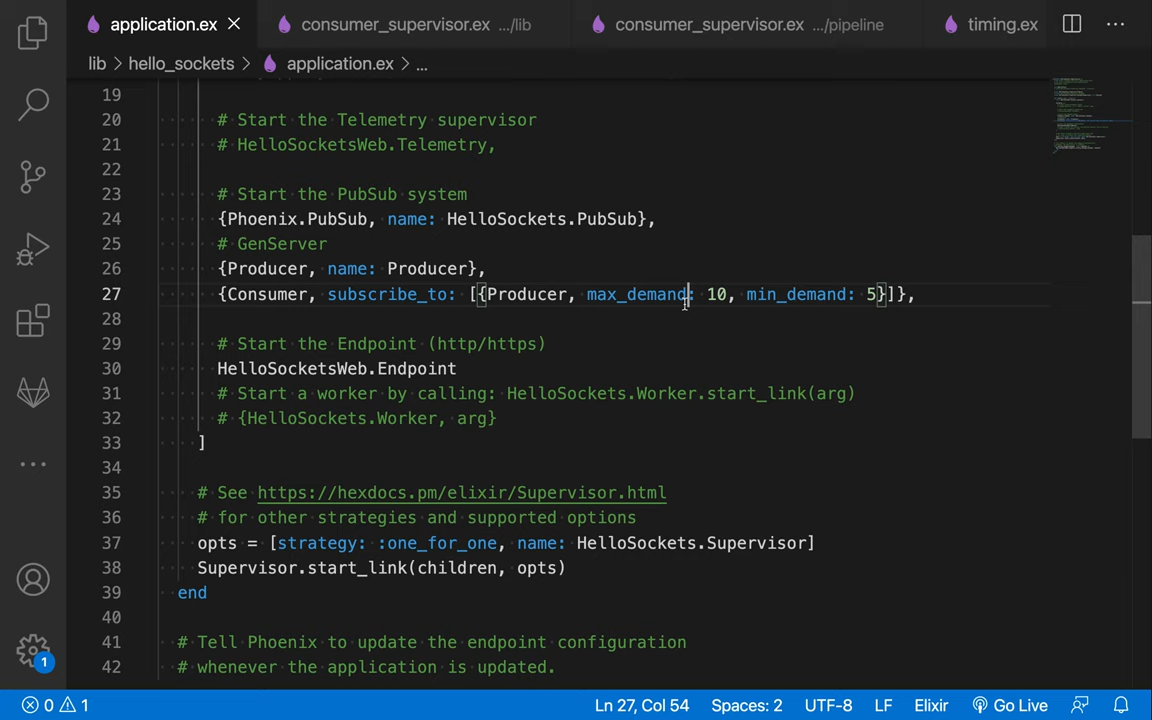 application.ex
consumer_supervisor.ex .../lib
consumer_supervisor.ex .../pipeline
timing.ex
lib > hello_sockets > application.ex > ...
19
20 # Start the Telemetry supervisor
21 # HelloSocketsWeb.Telemetry,
22
23 # Start the PubSub system
24 {Phoenix.PubSub, name: HelloSockets.PubSub},
25 # GenServer
26 {Producer, name: Producer},
27 {Consumer, subscribe_to: [{Producer, max_demand: 10, min_demand: 5}]},
28
29 # Start the Endpoint (http/https)
30 HelloSocketsWeb.Endpoint
31 # Start a worker by calling: HelloSockets.Worker.start_link(arg)
32 # {HelloSockets.Worker, arg}
33 ]
34
35 # See https://hexdocs.pm/elixir/Supervisor.html
36 # for other strategies and supported options
37 opts = [strategy: :one_for_one, name: HelloSockets.Supervisor]
38 Supervisor.start_link(children, opts)
39 end
40
41 # Tell Phoenix to update the endpoint configuration
42 # whenever the application is updated.
1
0 1 Ln 27, Col 54 Spaces: 2 UTF-8 LF Elixir Go Live